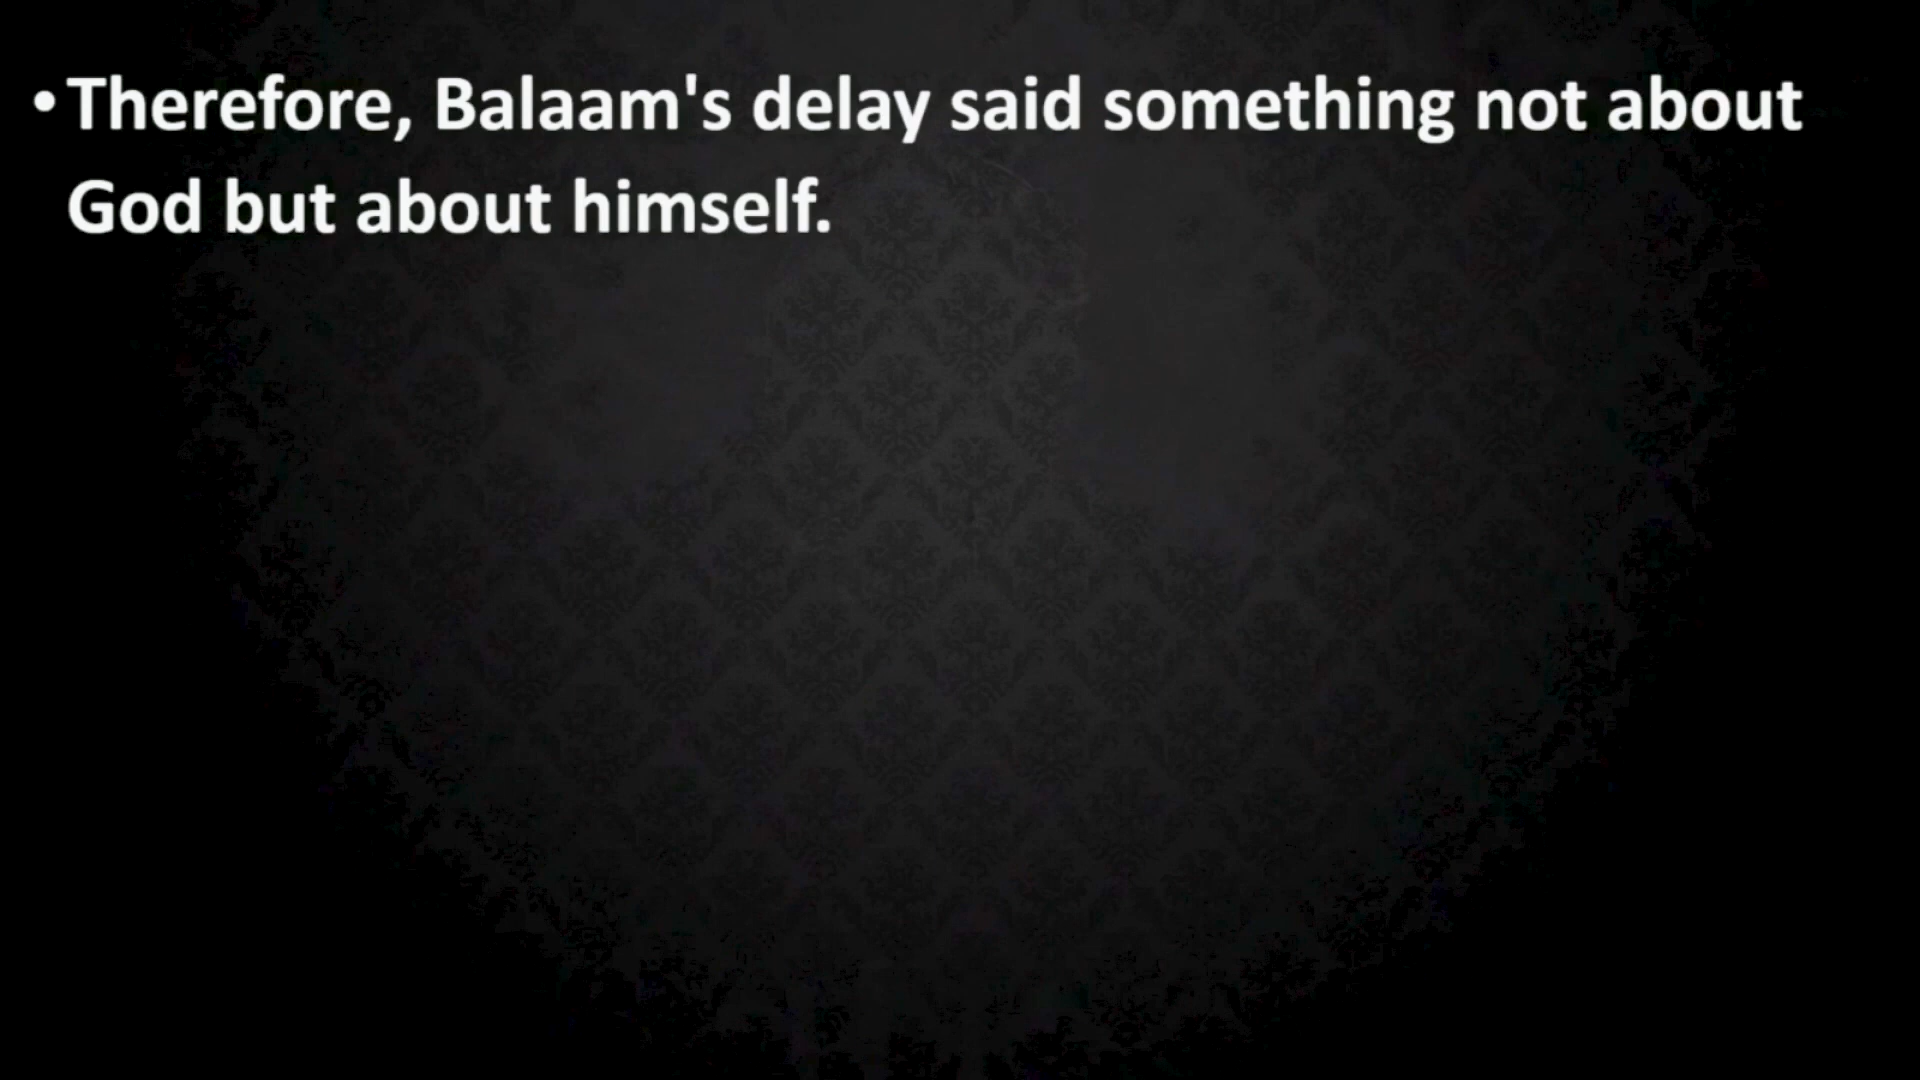 • Therefore, Balaam's delay said something not about
God but about himself.